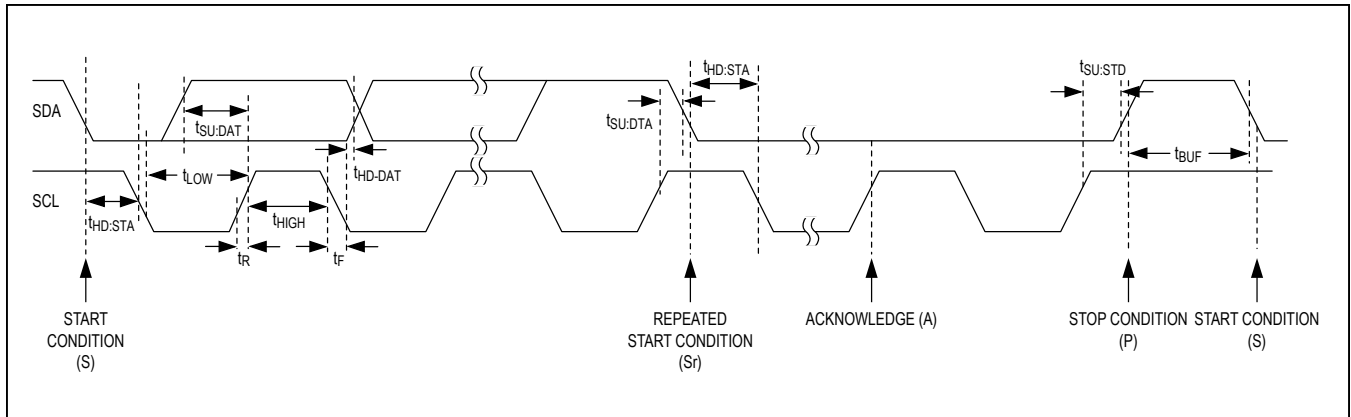 tHD:STA
tSU:STD
SDA
tSU:DAT
tSU:DTA
tHD-DAT
tBUF
tLOW
SCL
tHD:STA
tHIGH
tR
tF
START
CONDITION
(S)
REPEATED
START CONDITION
(Sr)
ACKNOWLEDGE (A)
STOP CONDITION
(P)
START CONDITION
(S)